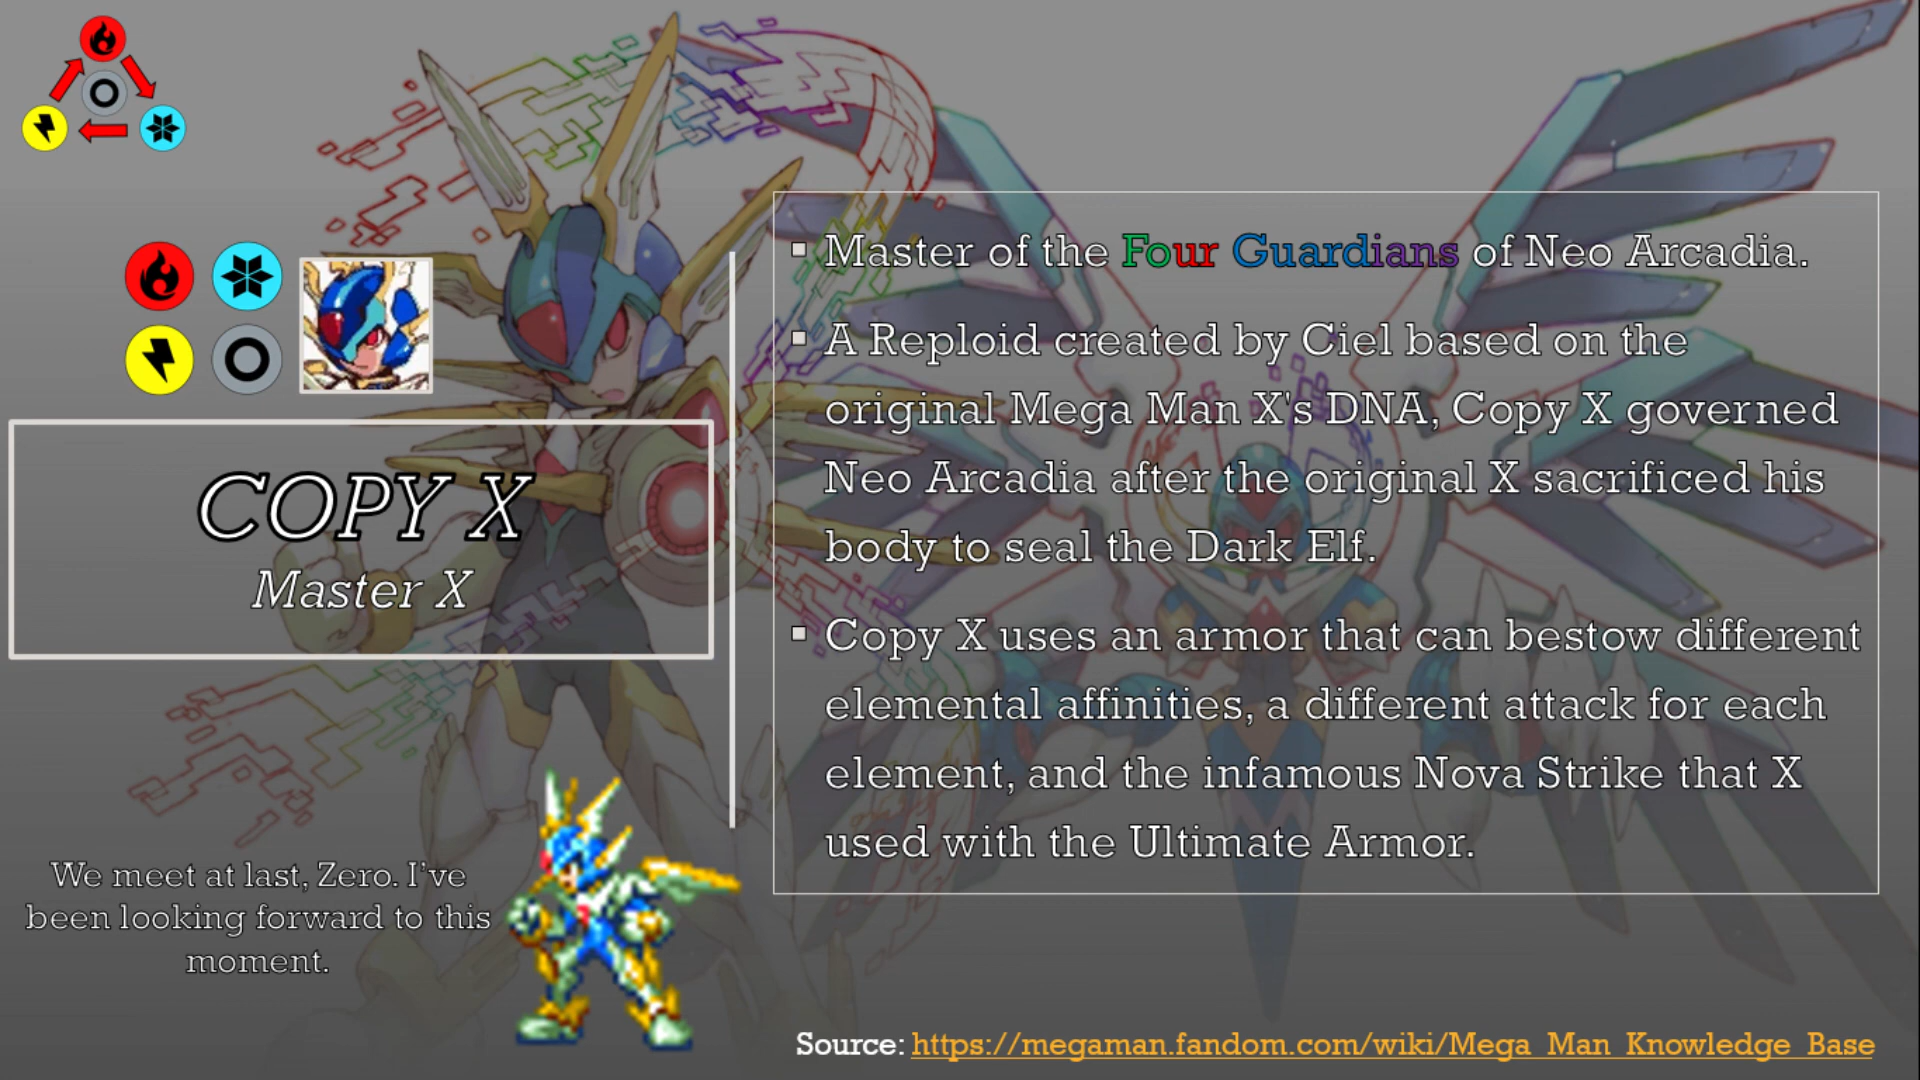 Master of the Four Guardians of Neo Arcadia.
A Reploid created by Ciel based on the
original Mega Man X's DNA, Copy X governed
Neo Arcadia after the original X sacrificed his
body to seal the Dark Elf.
Copy X uses an armor that can bestow different
elemental affinities, a different attack for each
element, and the infamous Nova Strike that X
used with the Ultimate Armor.
COPY X
Master X
We meet at last, Zero. I've
been looking forward to this
moment.
Source: https://megaman.fandom.com/wiki/Mega_Man_Knowledge_Base